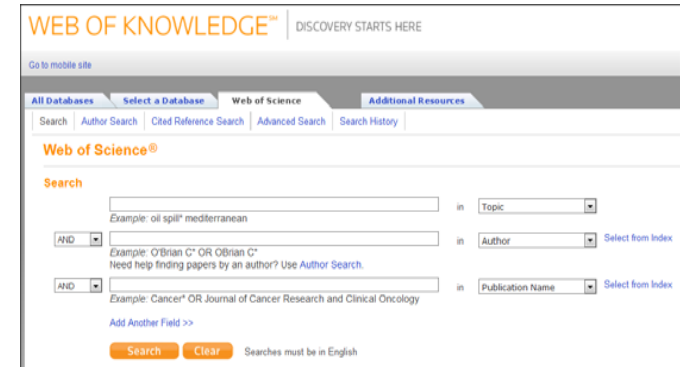 WEB OF KNOWLEDGE℠ DISCOVERY STARTS HERE
Go to mobile site
All Databases Select a Database Web of Science Additional Resources
Search Author Search Cited Reference Search Advanced Search Search History
Web of Science®
Search
in Topic
Example: oil spill* mediterranean
AND in Author Select from Index
Example: O'Brian C* OR OBrian C*
Need help finding papers by an author? Use Author Search.
AND in Publication Name Select from Index
Example: Cancer* OR Journal of Cancer Research and Clinical Oncology
Add Another Field >>
Search Clear Searches must be in English